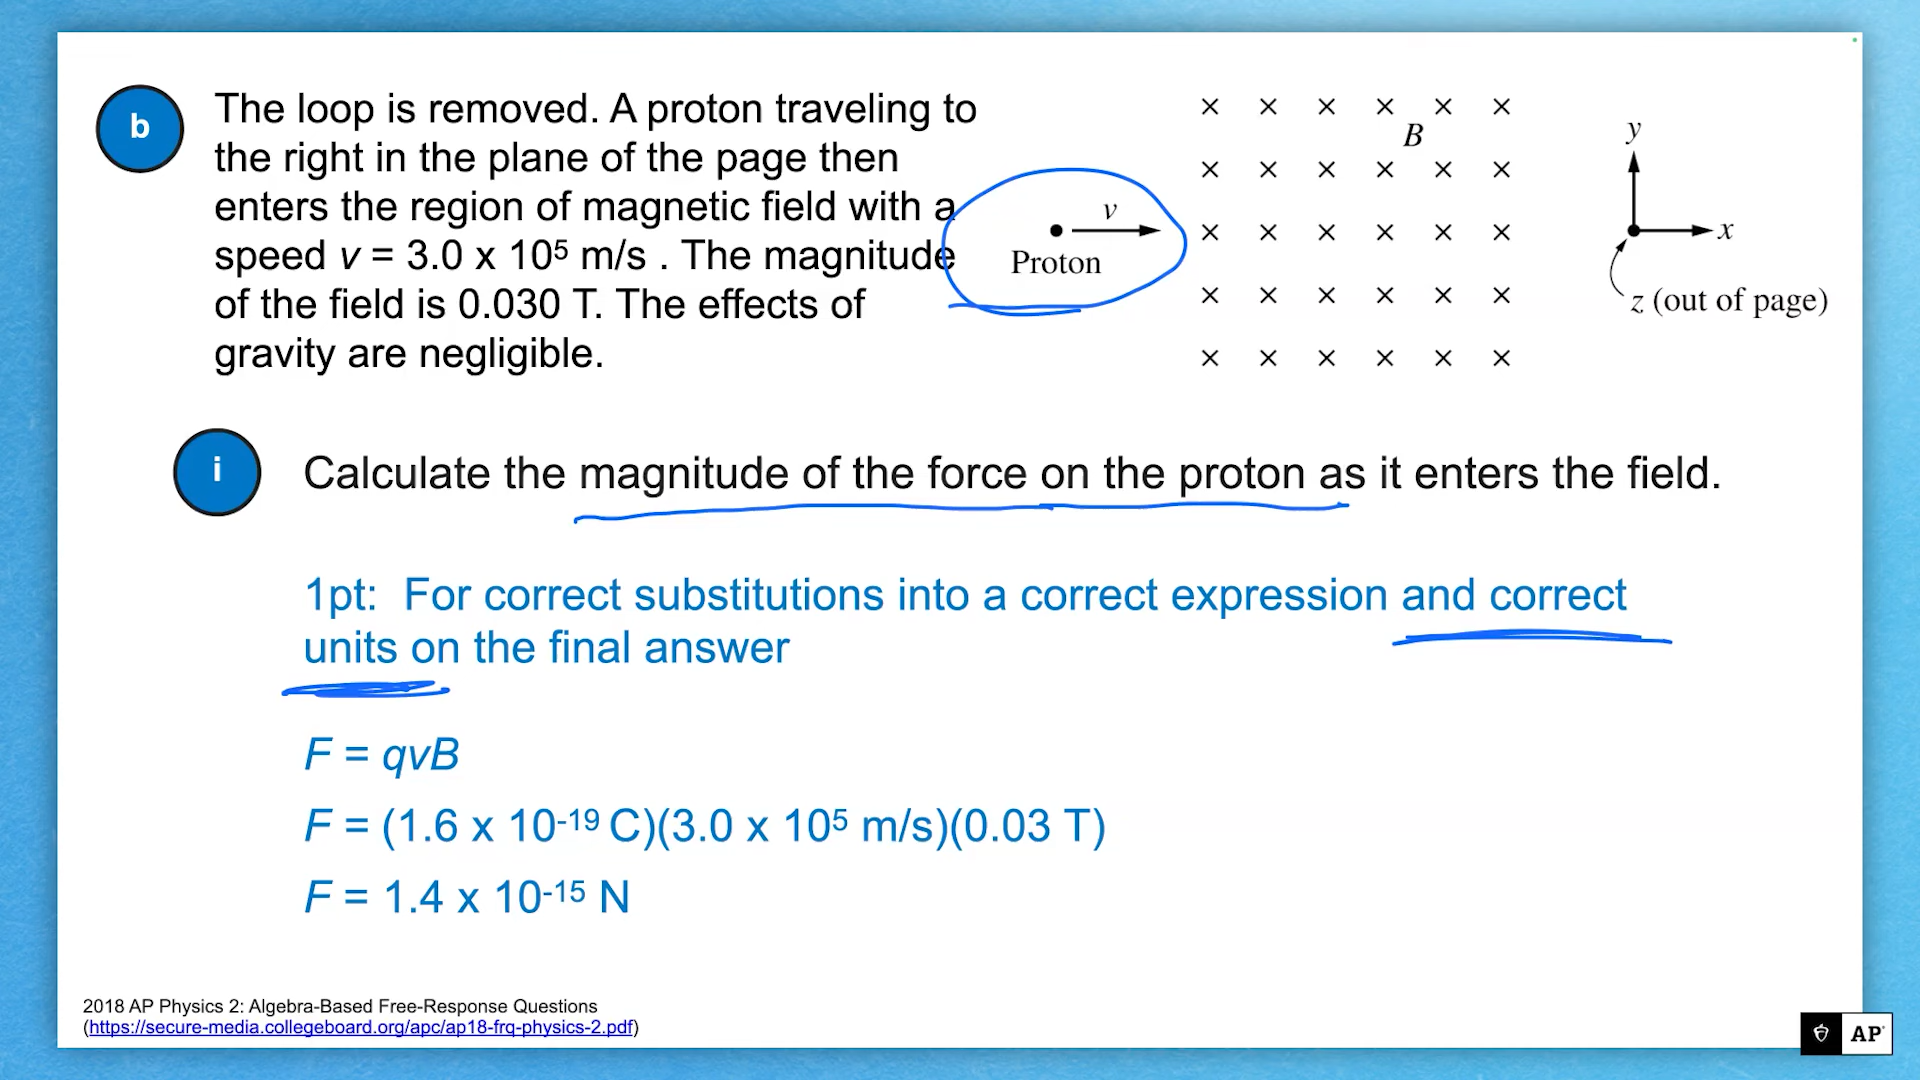 b
The loop is removed. A proton traveling to
the right in the plane of the page then
enters the region of magnetic field with a
speed v = 3.0 x 10⁵ m/s . The magnitude
of the field is 0.030 T. The effects of
gravity are negligible.
× × × × × ×
B
× × × × × ×
v
× × × × × ×
Proton
× × × × × ×
× × × × × ×
y
x
z (out of page)
i
Calculate the magnitude of the force on the proton as it enters the field.
1pt: For correct substitutions into a correct expression and correct
units on the final answer
F = qvB
F = (1.6 x 10⁻¹⁹ C)(3.0 x 10⁵ m/s)(0.03 T)
F = 1.4 x 10⁻¹⁵ N
2018 AP Physics 2: Algebra-Based Free-Response Questions
(https://secure-media.collegeboard.org/apc/ap18-frq-physics-2.pdf)
AP